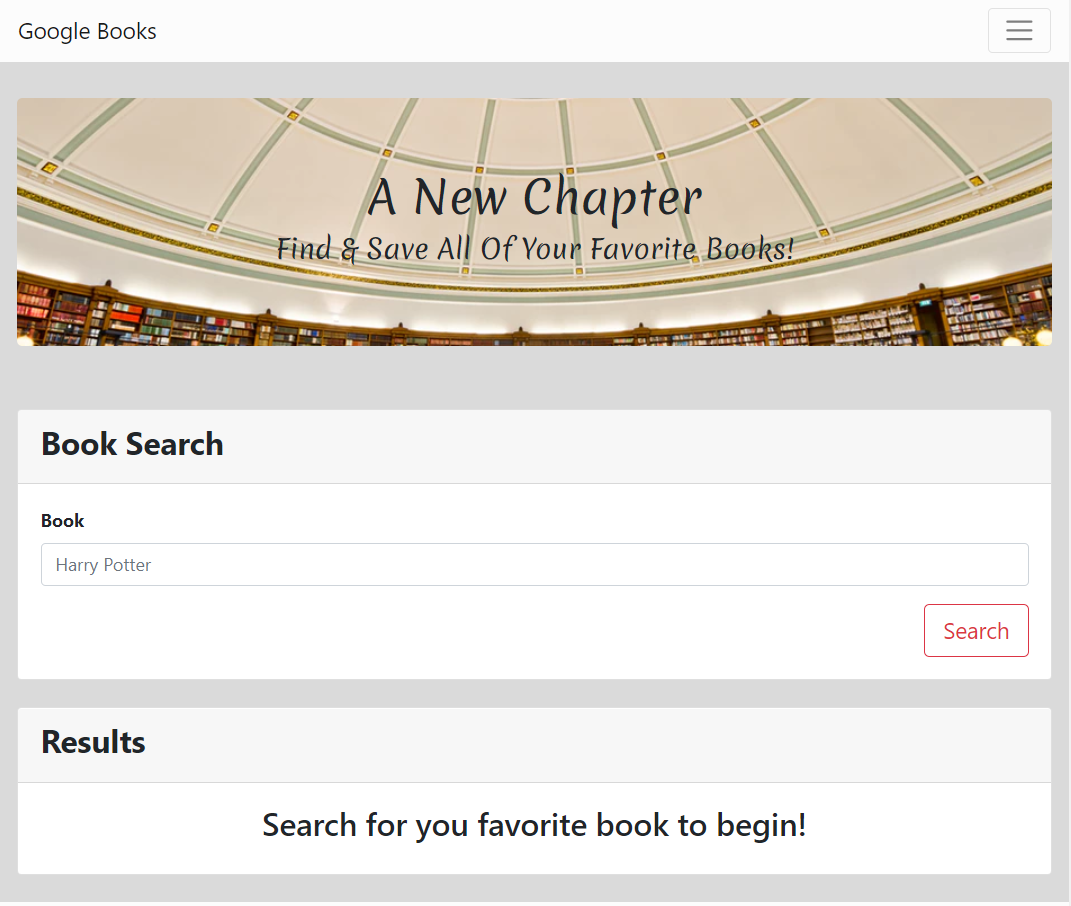 Google Books
A New Chapter
Find & Save All Of Your Favorite Books!
Book Search
Book
Harry Potter
Search
Results
Search for you favorite book to begin!